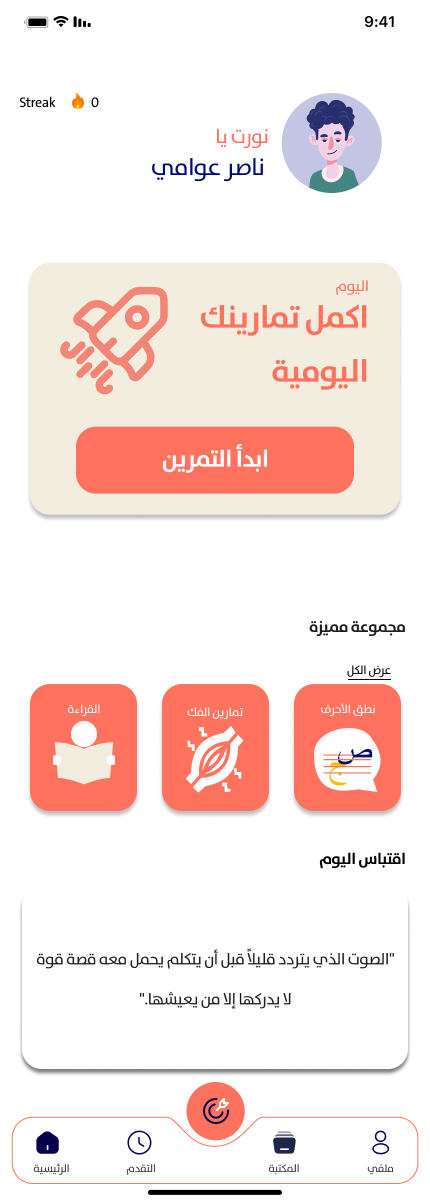 9:41
Streak 🔥 0
نورت يا
ناصر عوامي
اليوم
اكمل تمارينك
اليومية
ابدأ التمرين
مجموعة مميزة
عرض الكل
نطق الأحرف
تمارين الفك
القراءة
ص
ج
اقتباس اليوم
"الصوت الذي يتردد قليلاً قبل أن يتكلم يحمل معه قصة قوة
لا يدركها إلا من يعيشها."
ملفي
المكتبة
التقدم
الرئيسية